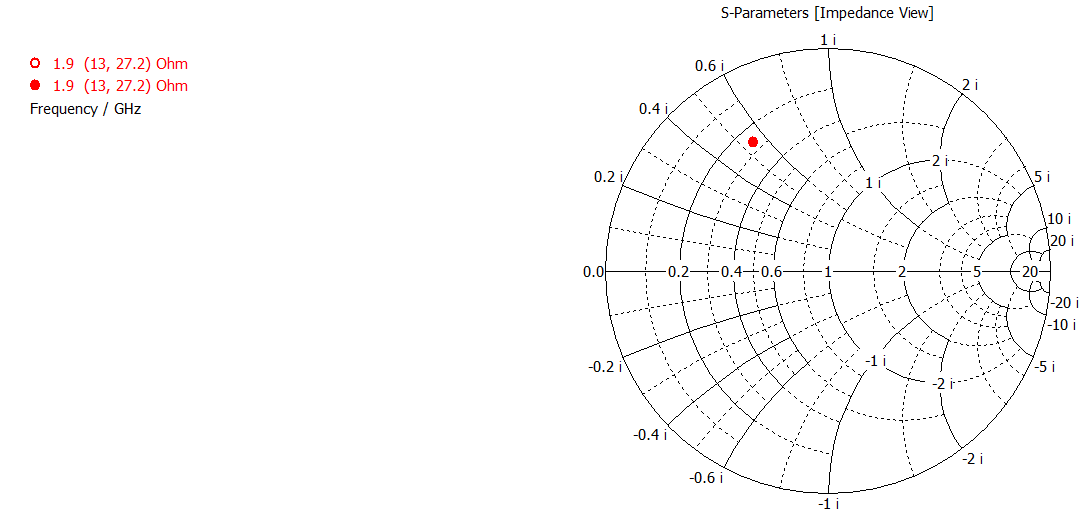 S-Parameters [Impedance View]
1.9 (13, 27.2) Ohm
1.9 (13, 27.2) Ohm
Frequency / GHz
1 i
0.6 i
2 i
0.4 i
2 i
0.2 i
1 i
5 i
10 i
20 i
0.0
0.2
0.4
0.6
1
2
5
20
-20 i
-10 i
-0.2 i
-1 i
-5 i
-2 i
-0.4 i
-2 i
-0.6 i
-1 i